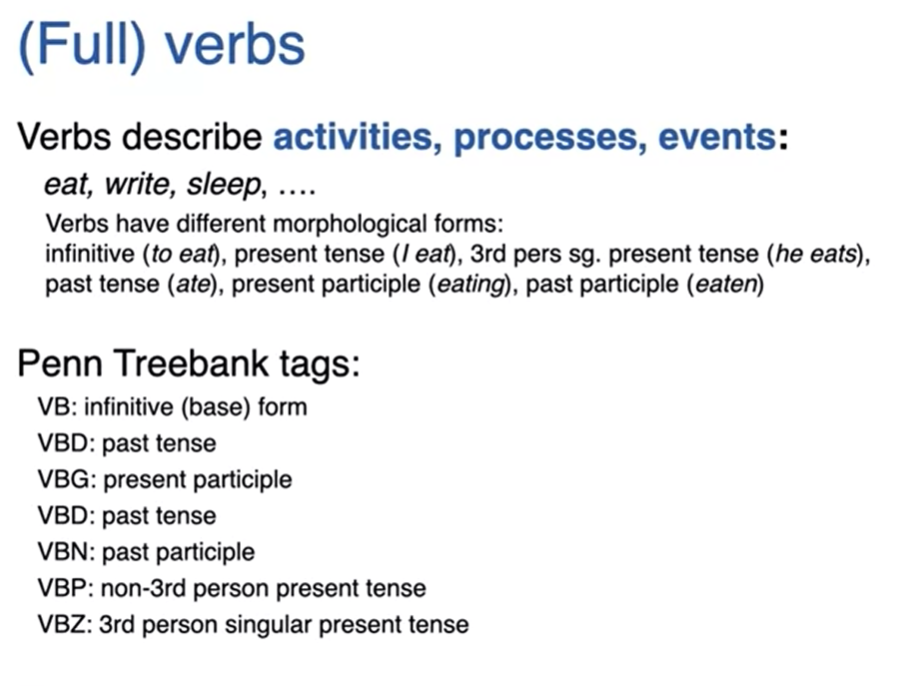 (Full) verbs
Verbs describe activities, processes, events:
eat, write, sleep, ....
Verbs have different morphological forms:
infinitive (to eat), present tense (I eat), 3rd pers sg. present tense (he eats),
past tense (ate), present participle (eating), past participle (eaten)
Penn Treebank tags:
VB: infinitive (base) form
VBD: past tense
VBG: present participle
VBD: past tense
VBN: past participle
VBP: non-3rd person present tense
VBZ: 3rd person singular present tense